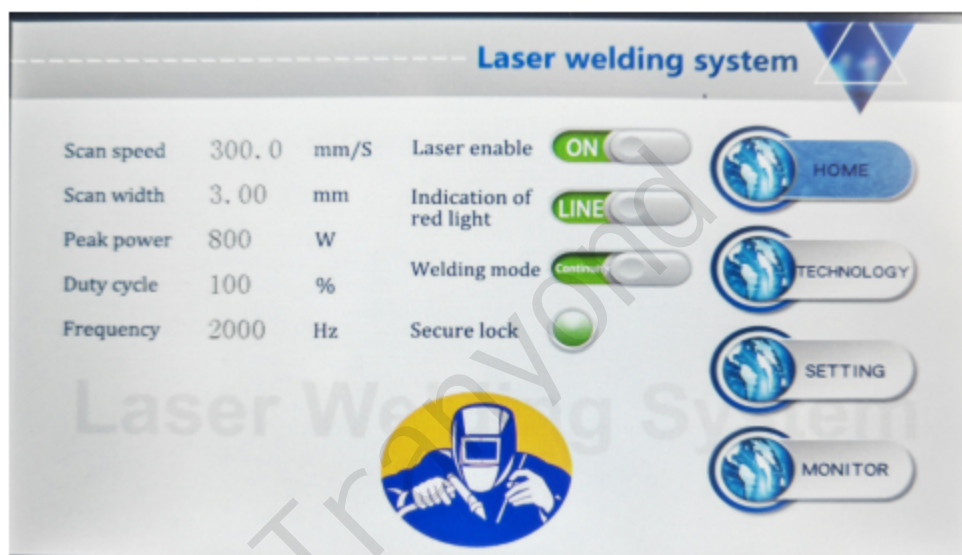 Laser welding system
Scan speed 300.0 mm/S
Scan width 3.00 mm
Peak power 800 W
Duty cycle 100 %
Frequency 2000 Hz
Laser enable ON
Indication of
red light LINE
Welding mode Continu
Secure lock
HOME
TECHNOLOGY
SETTING
MONITOR
Laser Welding System
Tranyond